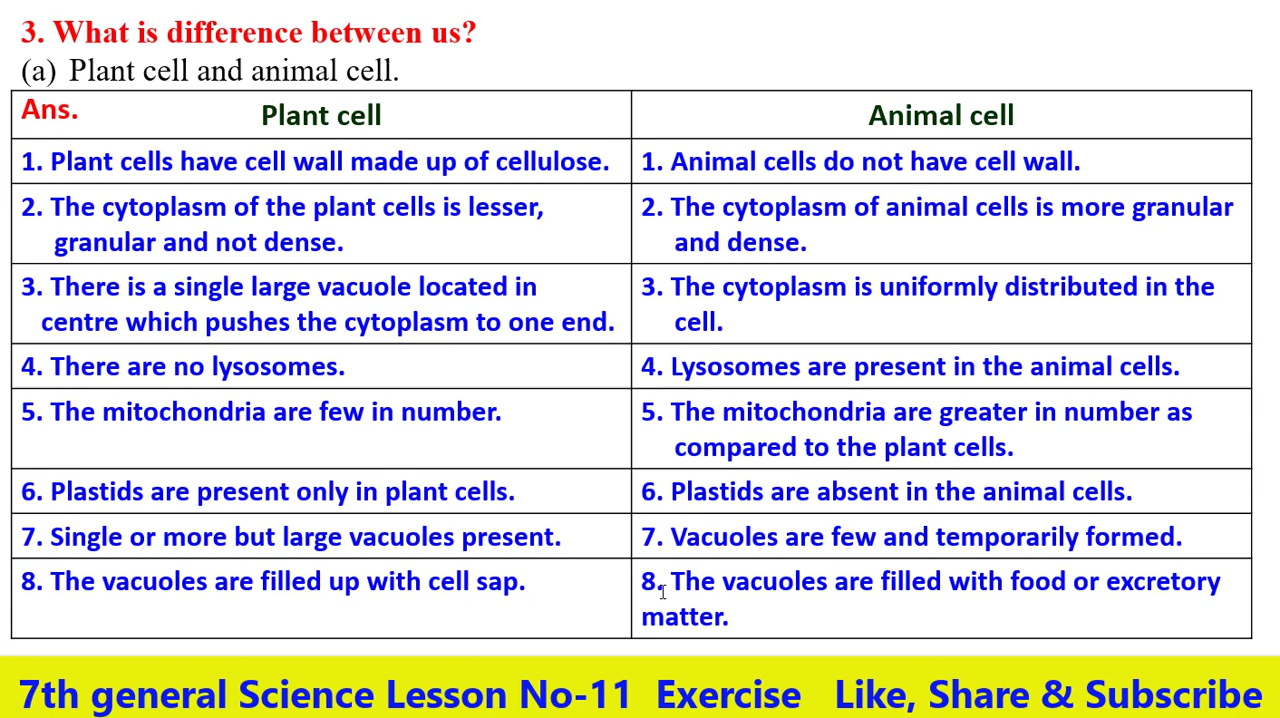 3. What is difference between us?
(a) Plant cell and animal cell.
Ans. Plant cell Animal cell
1. Plant cells have cell wall made up of cellulose.
1. Animal cells do not have cell wall.
2. The cytoplasm of the plant cells is lesser,
granular and not dense.
2. The cytoplasm of animal cells is more granular
and dense.
3. There is a single large vacuole located in
centre which pushes the cytoplasm to one end.
3. The cytoplasm is uniformly distributed in the
cell.
4. There are no lysosomes.
4. Lysosomes are present in the animal cells.
5. The mitochondria are few in number.
5. The mitochondria are greater in number as
compared to the plant cells.
6. Plastids are present only in plant cells.
6. Plastids are absent in the animal cells.
7. Single or more but large vacuoles present.
7. Vacuoles are few and temporarily formed.
8. The vacuoles are filled up with cell sap.
8. The vacuoles are filled with food or excretory
matter.
7th general Science Lesson No-11 Exercise Like, Share & Subscribe